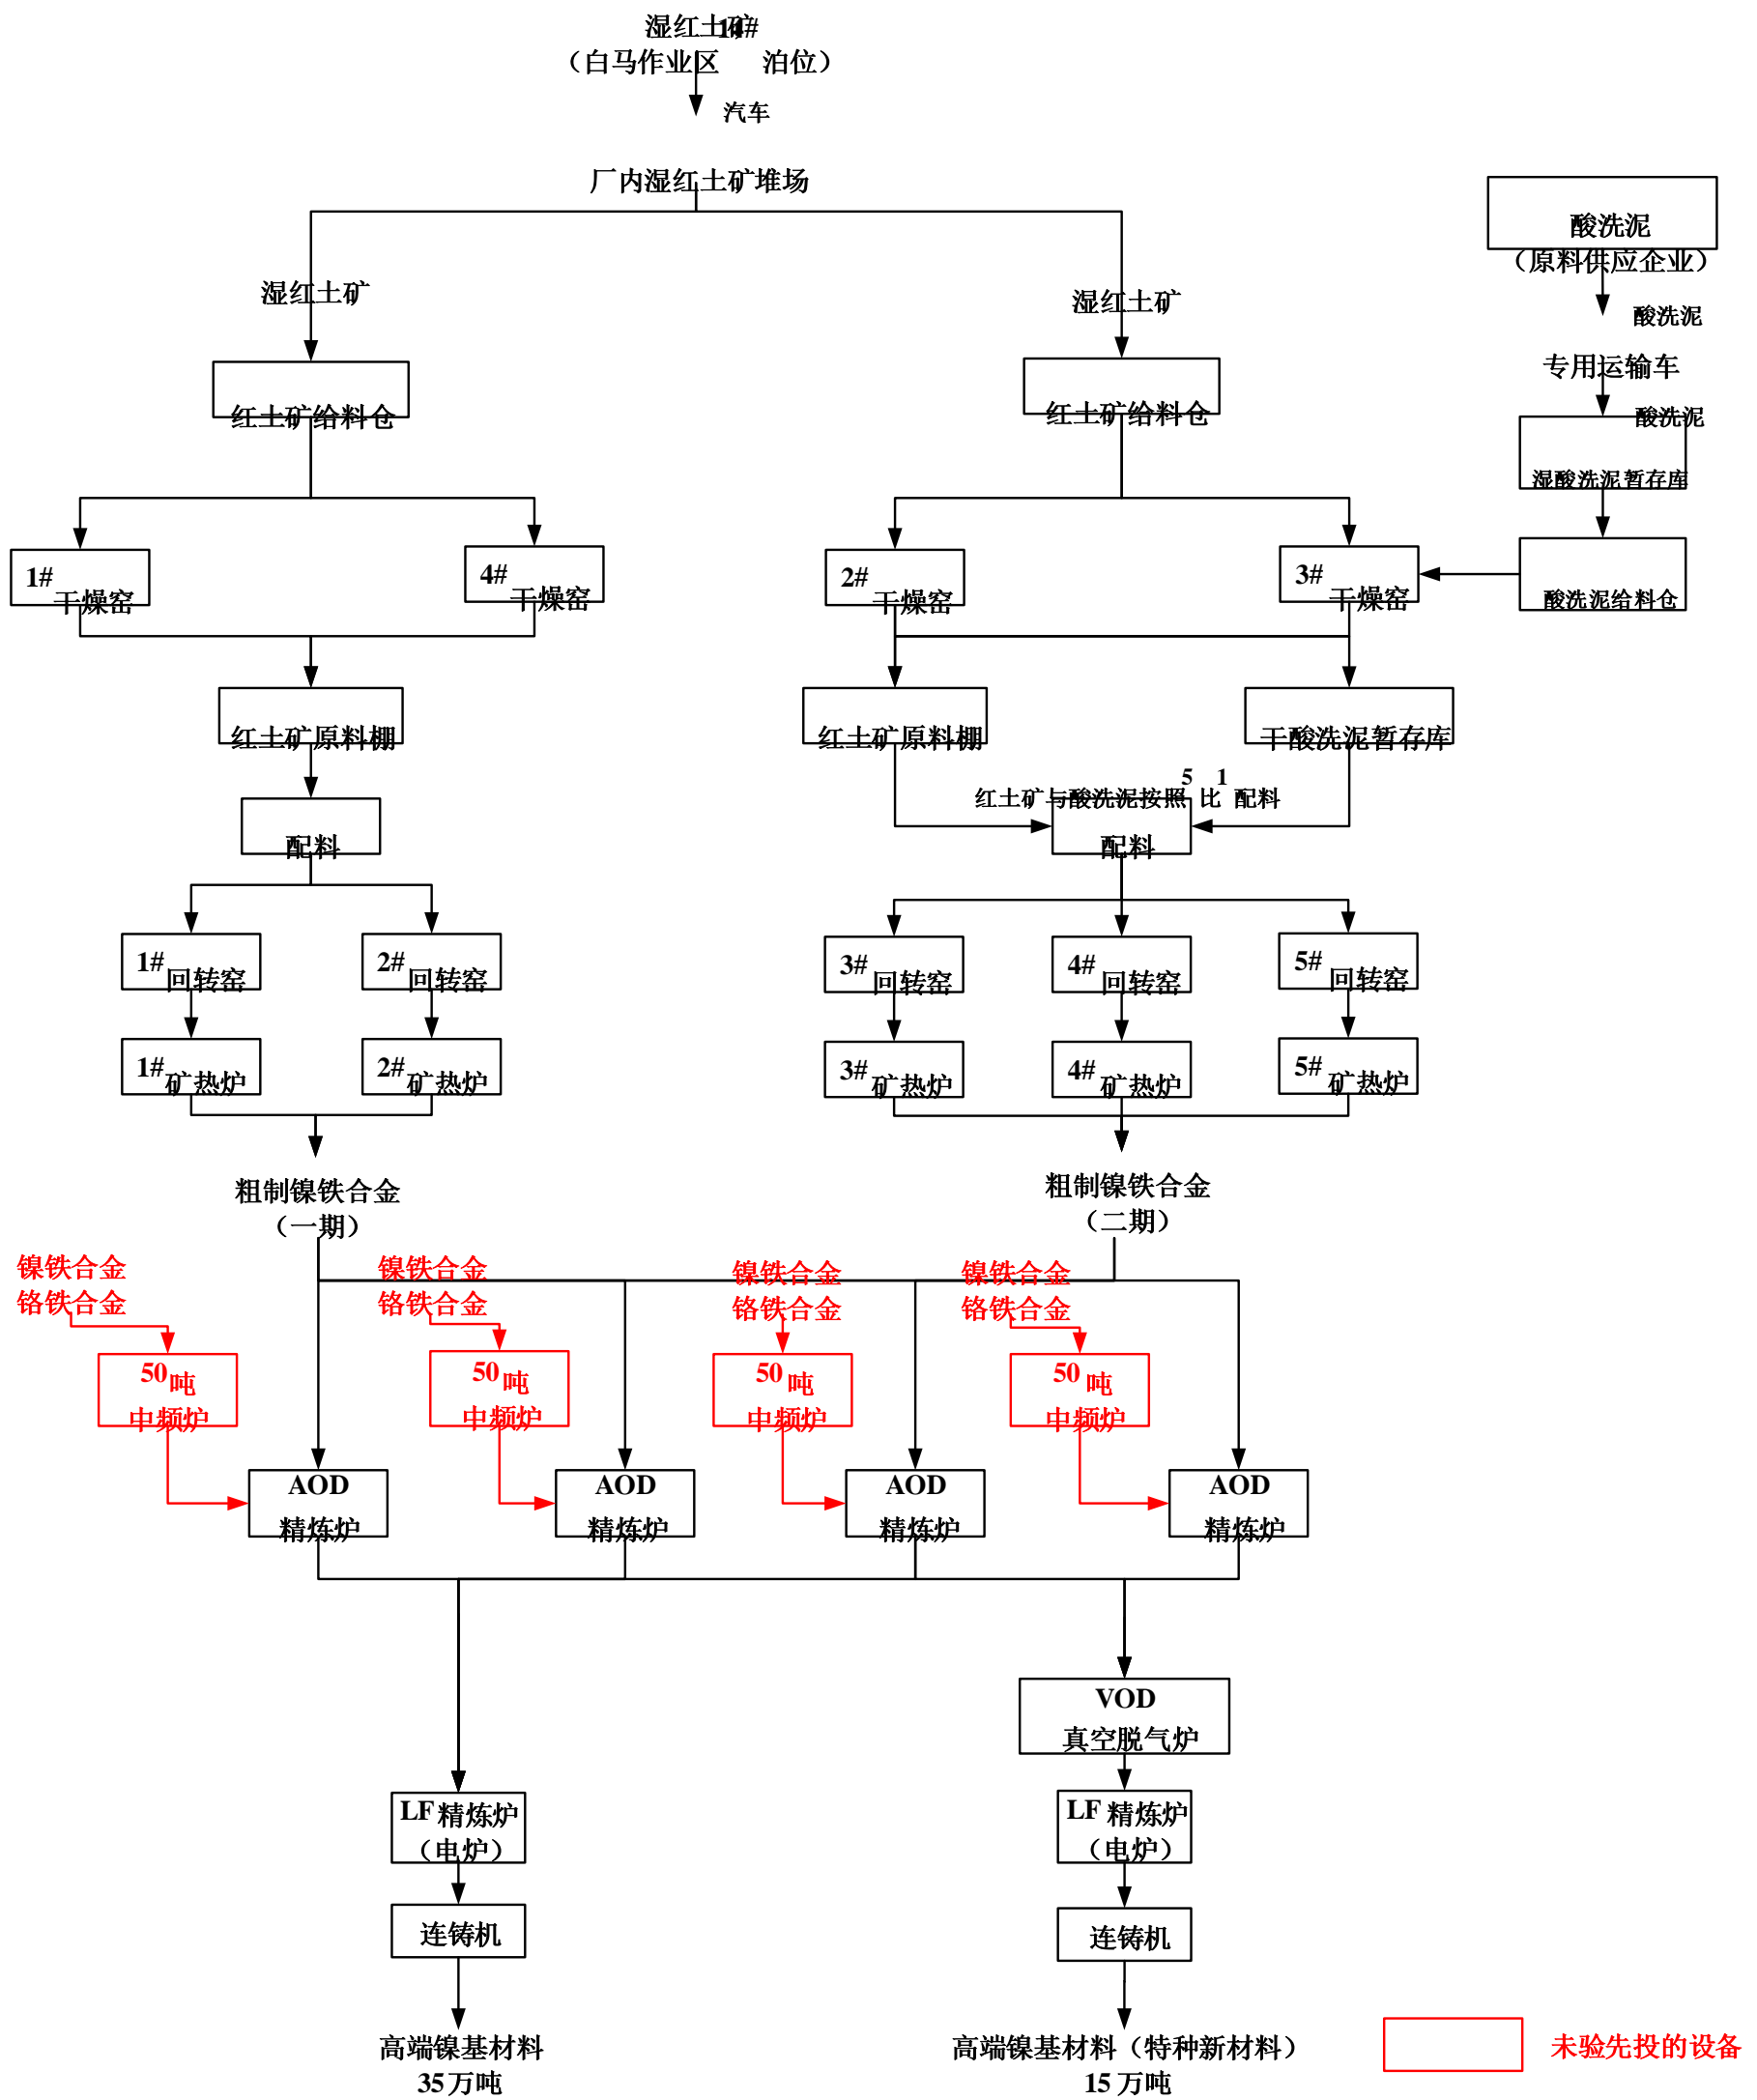 湿红土矿
（白马作业区14#泊位）
汽车
厂内湿红土矿堆场
酸洗泥
（原料供应企业）
湿红土矿
湿红土矿
酸洗泥
专用运输车
红土矿给料仓
红土矿给料仓
酸洗泥
湿酸洗泥暂存库
1#干燥窑
4#干燥窑
2#干燥窑
3#干燥窑
酸洗泥给料仓
红土矿原料棚
红土矿原料棚
干酸洗泥暂存库
红土矿与酸洗泥按照5比1配料
配料
配料
1#回转窑
2#回转窑
3#回转窑
4#回转窑
5#回转窑
1#矿热炉
2#矿热炉
3#矿热炉
4#矿热炉
5#矿热炉
粗制镍铁合金
（一期）
粗制镍铁合金
（二期）
镍铁合金
铬铁合金
镍铁合金
铬铁合金
镍铁合金
铬铁合金
镍铁合金
铬铁合金
50吨
中频炉
50吨
中频炉
50吨
中频炉
50吨
中频炉
AOD
精炼炉
AOD
精炼炉
AOD
精炼炉
AOD
精炼炉
VOD
真空脱气炉
LF精炼炉
（电炉）
LF精炼炉
（电炉）
连铸机
连铸机
高端镍基材料
35万吨
高端镍基材料（特种新材料）
15万吨
未验先投的设备